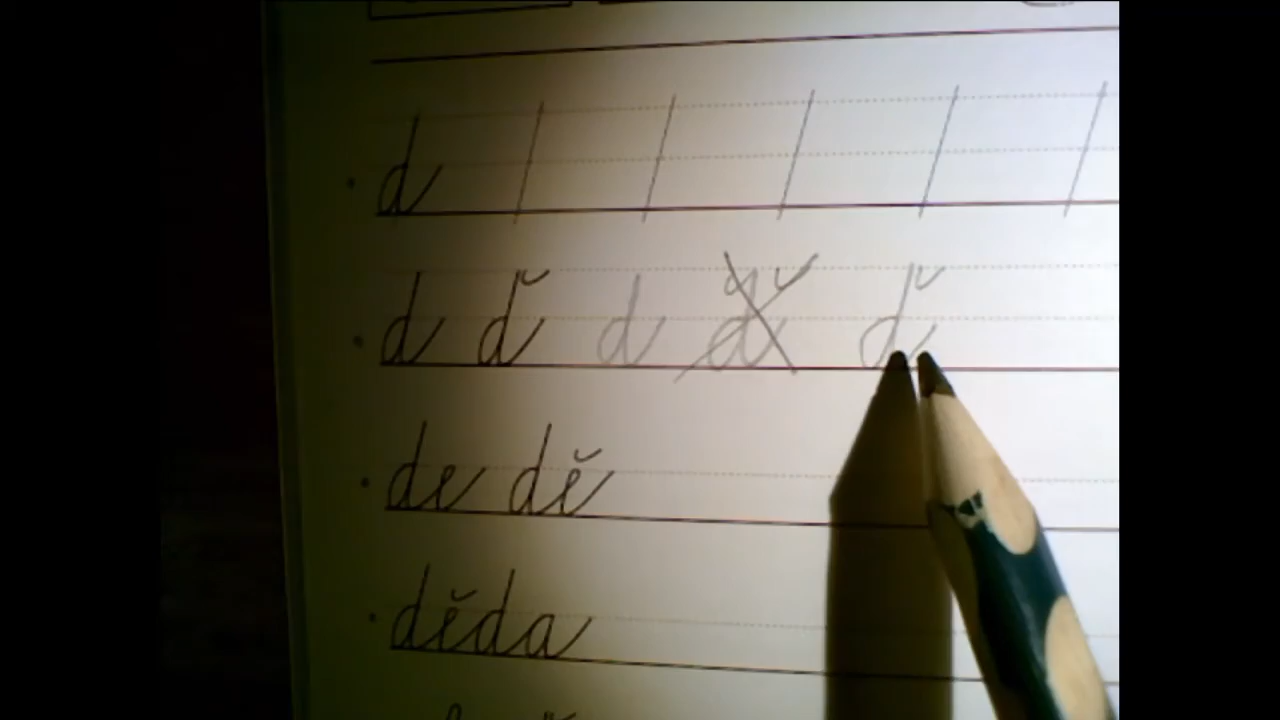 d
d ď d ď ď
de dě
děda